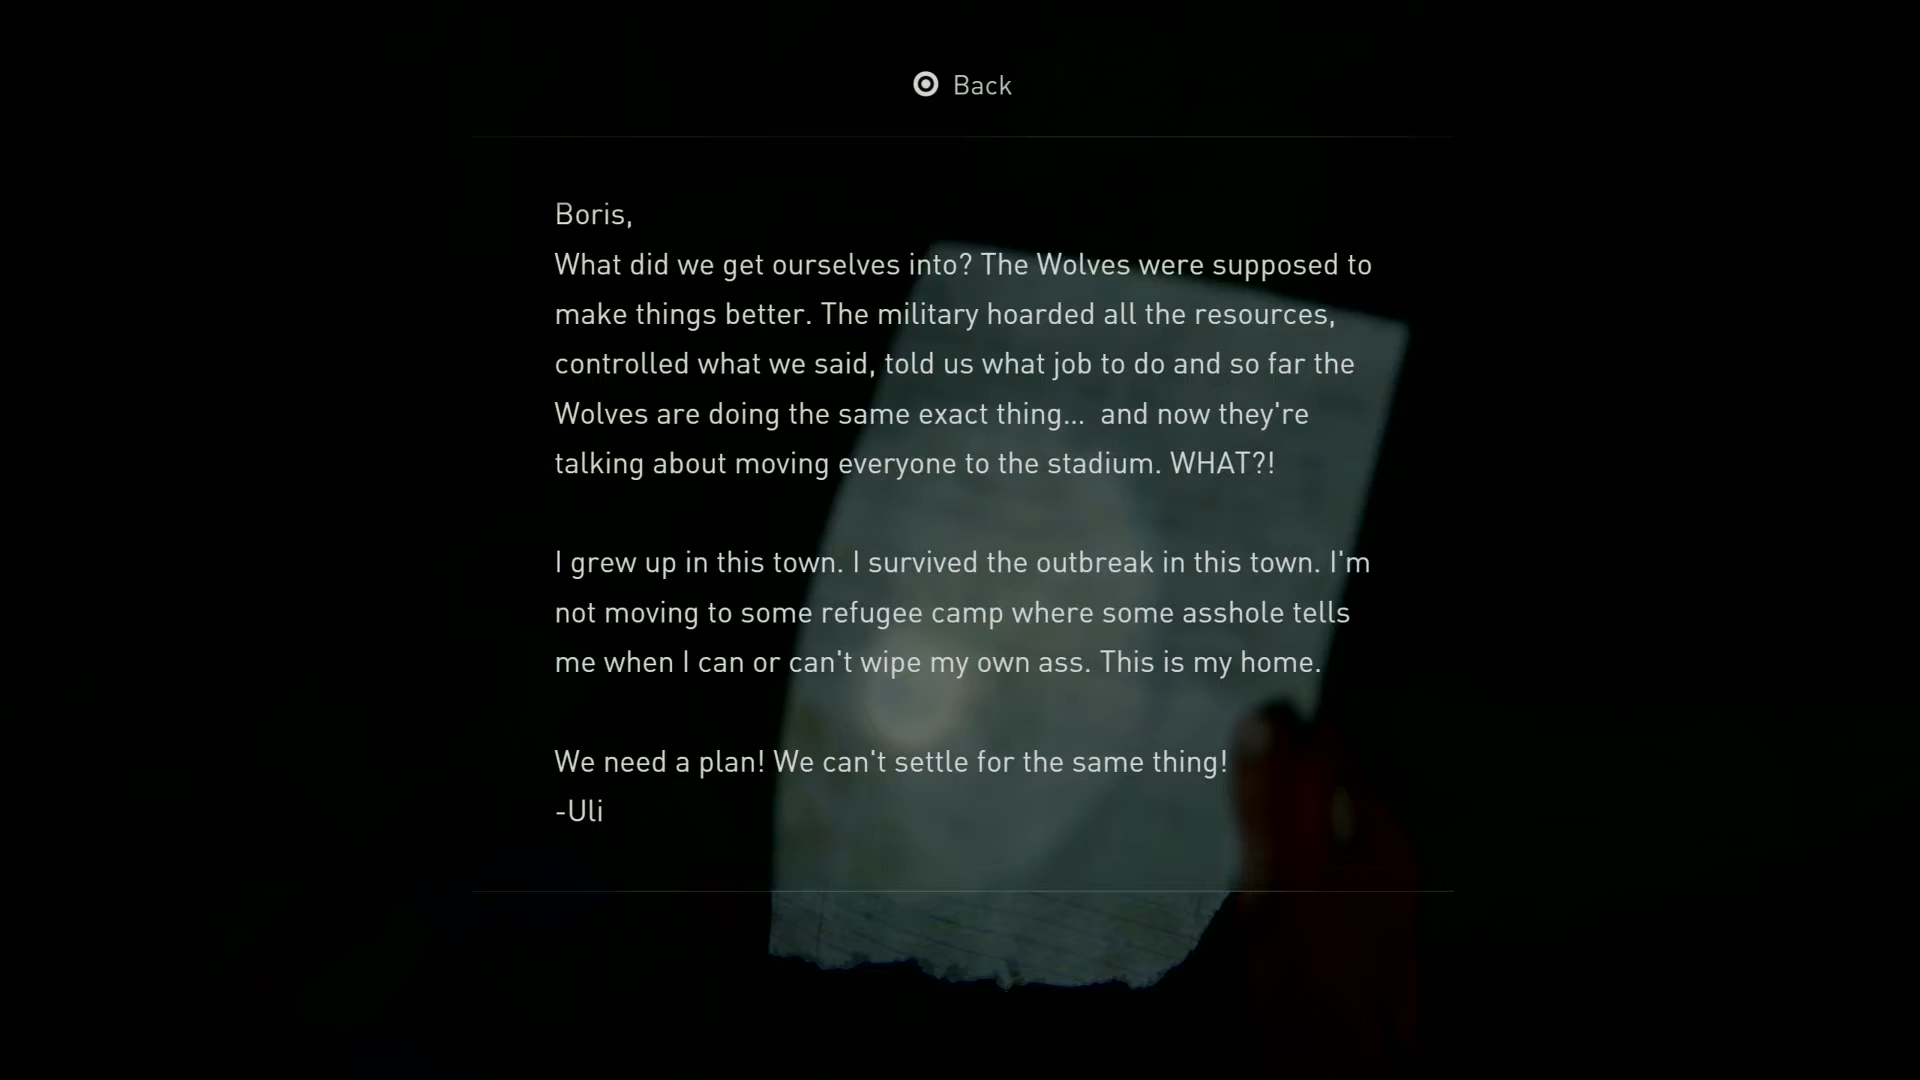 Back
Boris,
What did we get ourselves into? The Wolves were supposed to
make things better. The military hoarded all the resources,
controlled what we said, told us what job to do and so far the
Wolves are doing the same exact thing...  and now they're
talking about moving everyone to the stadium. WHAT?!
I grew up in this town. I survived the outbreak in this town. I'm
not moving to some refugee camp where some asshole tells
me when I can or can't wipe my own ass. This is my home.
We need a plan! We can't settle for the same thing!
-Uli